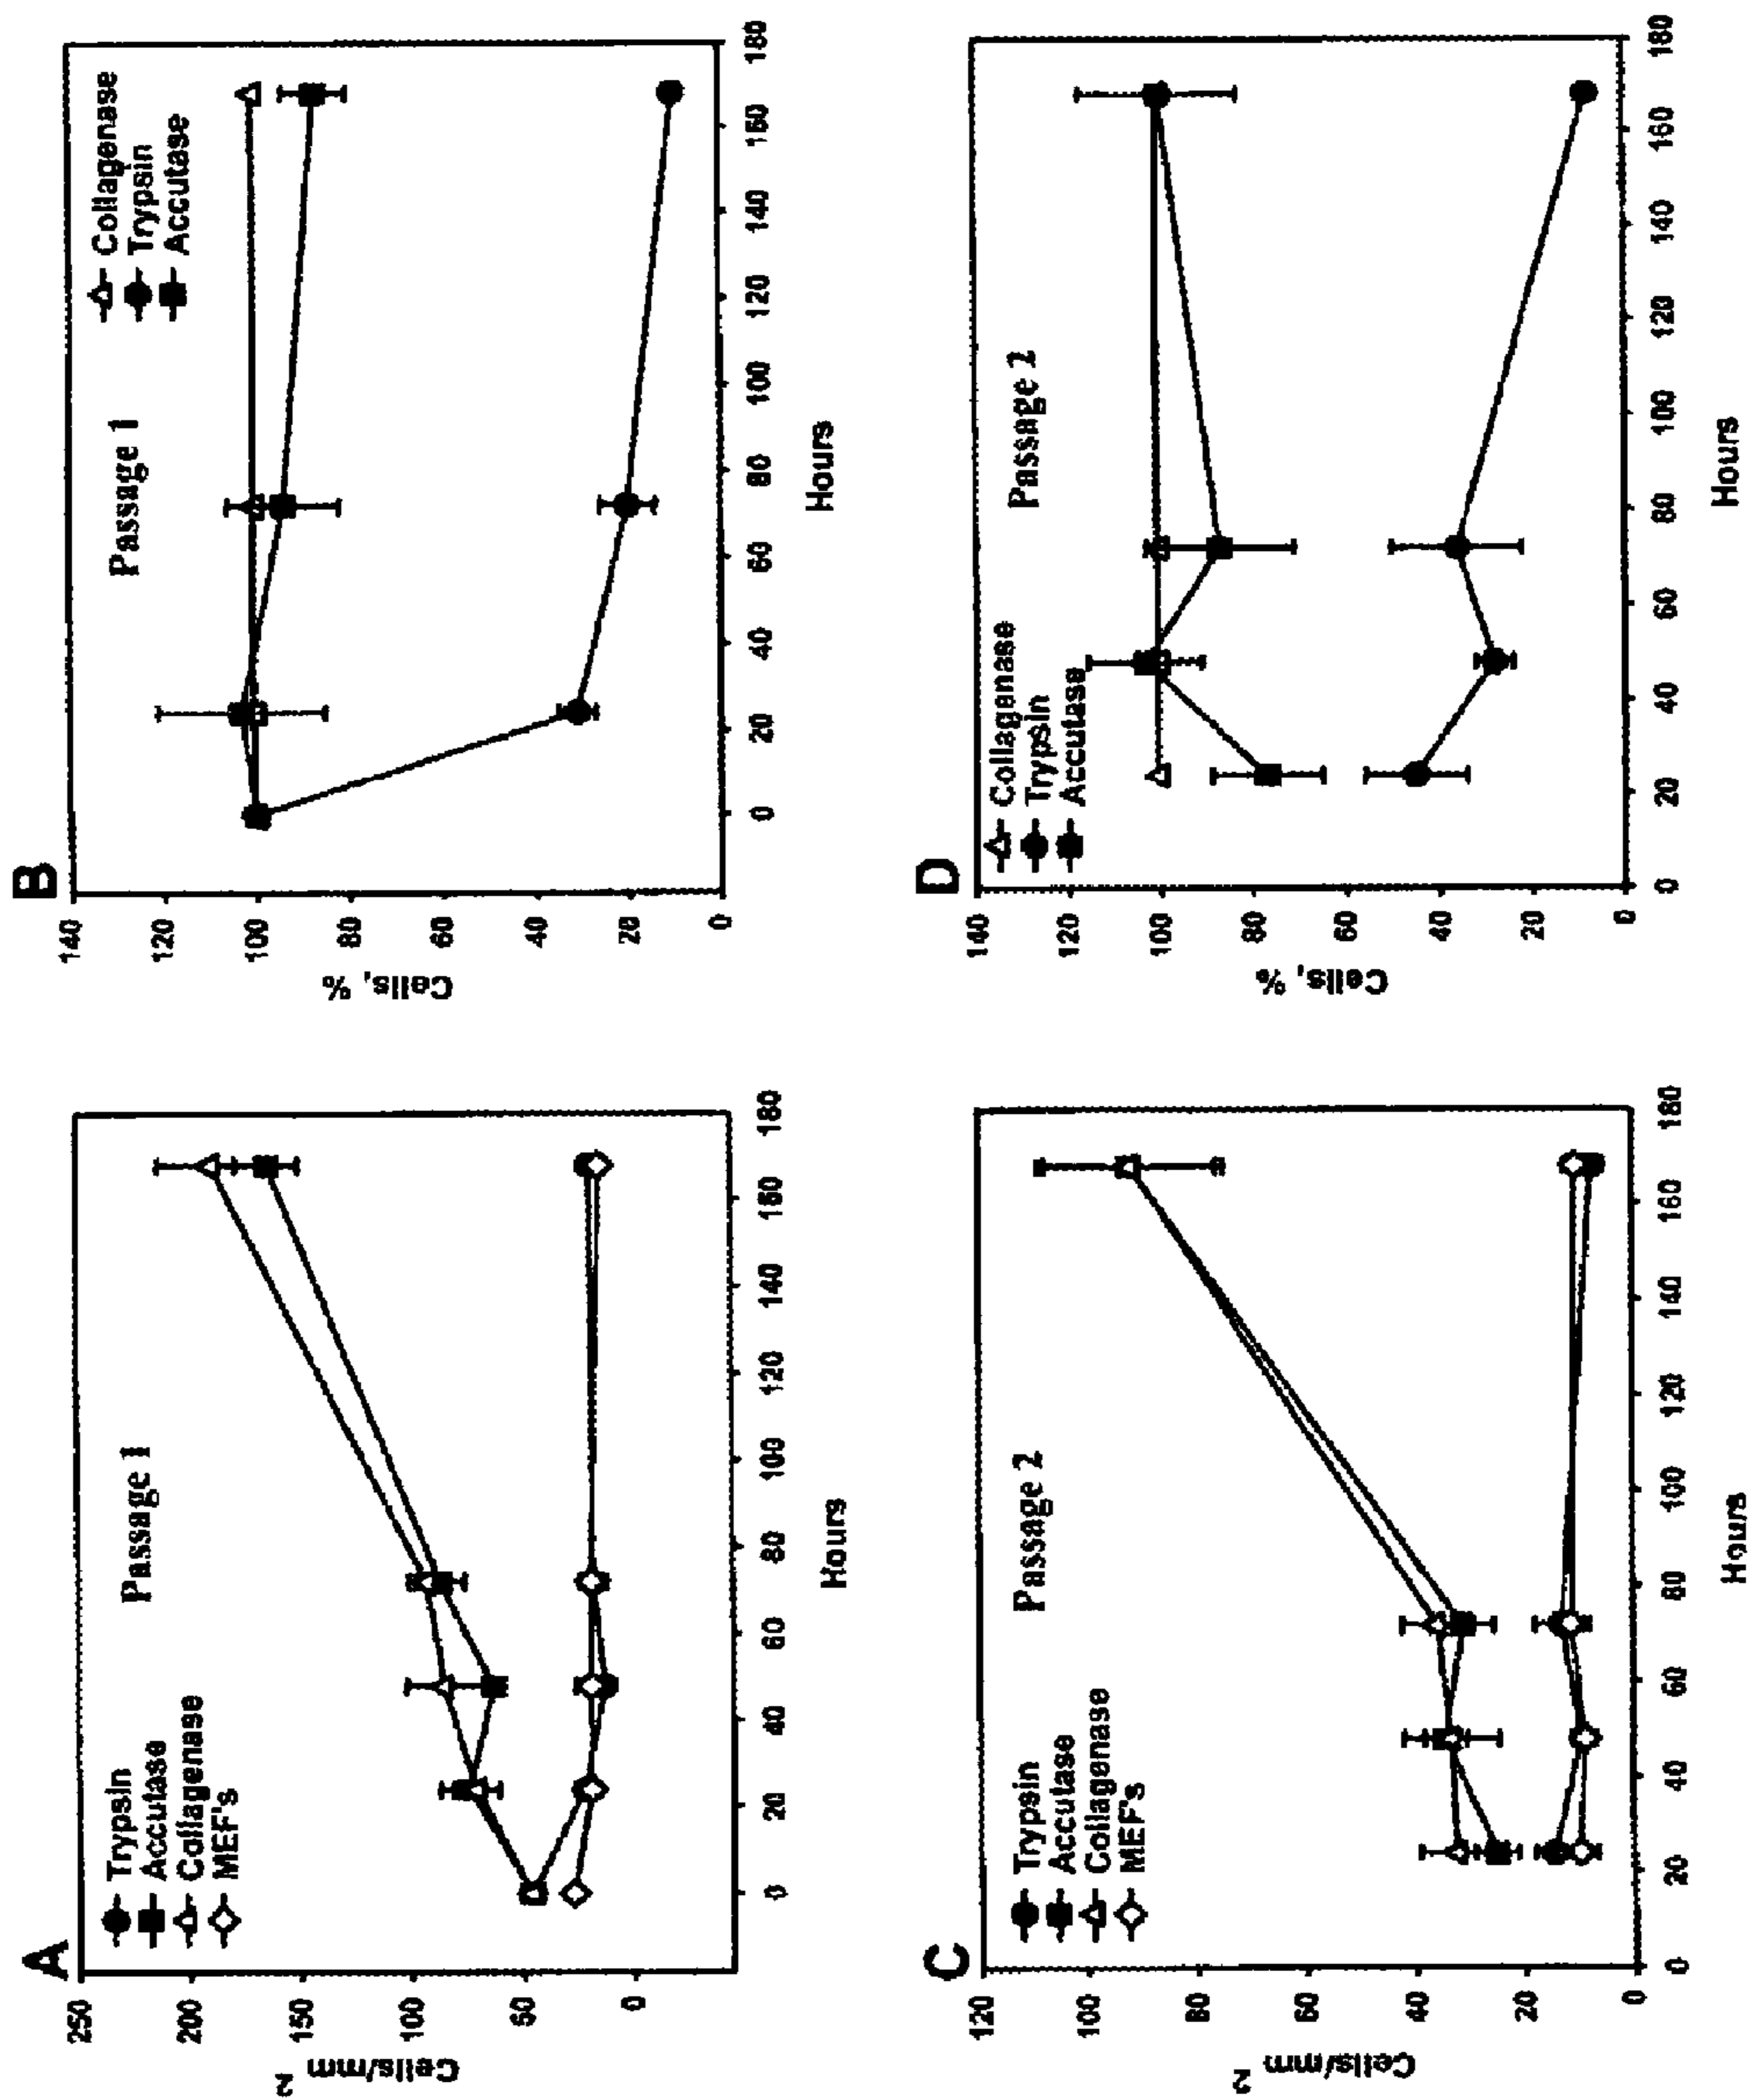 A
Passage 1
Trypsin
Accutase
Collagenase
MEF's
250
200
150
100
50
0
Cells/mm 2
0 20 40 60 80 100 120 140 160 180
Hours
B
Passage 1
Collagenase
Trypsin
Accutase
140
120
100
80
60
40
20
0
Cells, %
0 20 40 60 80 100 120 140 160 180
Hours
C
Passage 2
Trypsin
Accutase
Collagenase
MEF's
120
100
80
60
40
20
0
Cells/mm 2
0 20 40 60 80 100 120 140 160 180
Hours
D
Passage 2
Collagenase
Trypsin
Accutase
140
120
100
80
60
40
20
0
Cells, %
0 20 40 60 80 100 120 140 160 180
Hours